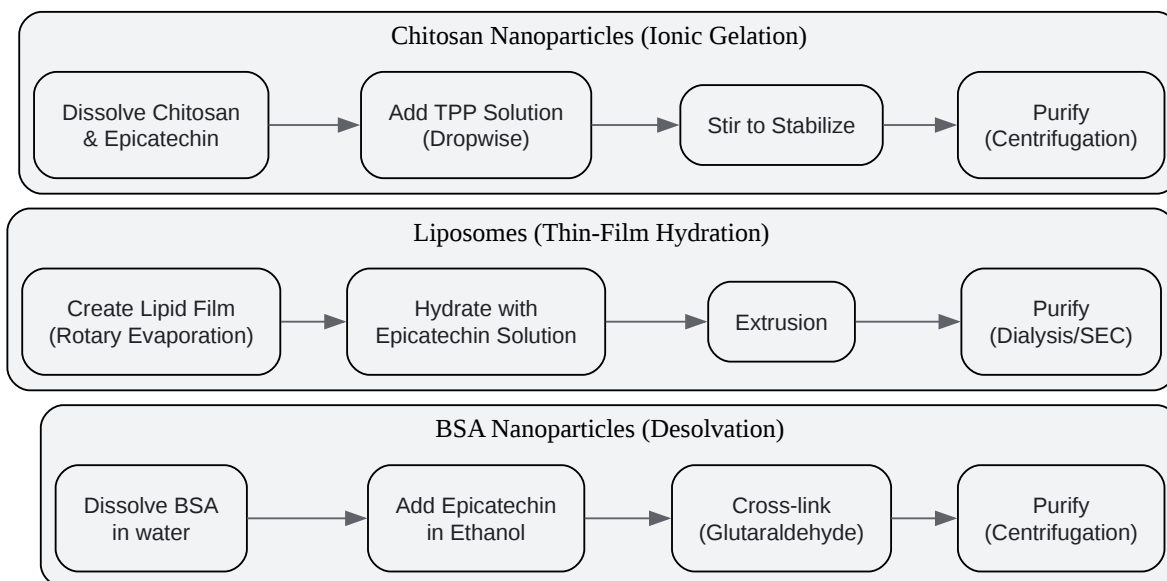 Chitosan Nanoparticles (Ionic Gelation)
Dissolve Chitosan
& Epicatechin
Add TPP Solution
(Dropwise)
Stir to Stabilize
Purify
(Centrifugation)
Liposomes (Thin-Film Hydration)
Create Lipid Film
(Rotary Evaporation)
Hydrate with
Epicatechin Solution
Extrusion
Purify
(Dialysis/SEC)
BSA Nanoparticles (Desolvation)
Dissolve BSA
in water
Add Epicatechin
in Ethanol
Cross-link
(Glutaraldehyde)
Purify
(Centrifugation)